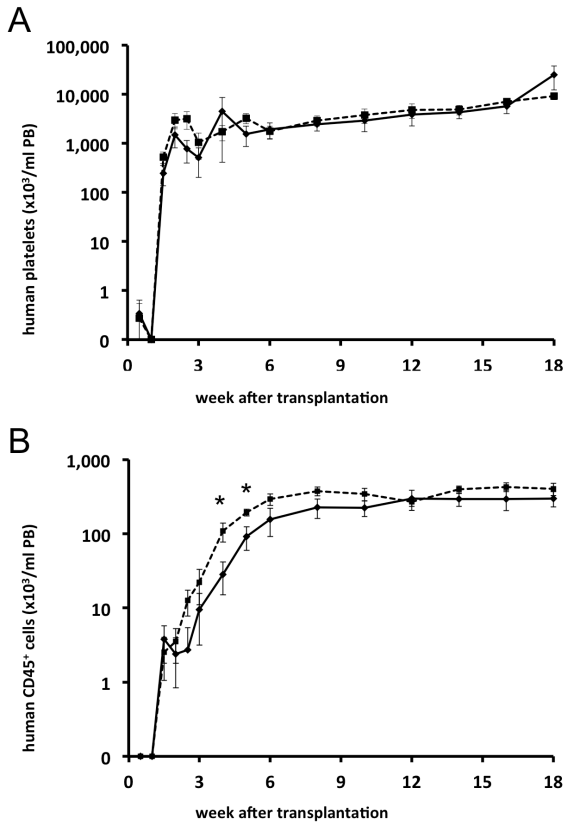 A
100,000
10,000
1,000
100
10
1
0
human platelets (x10³/ml PB)
0 3 6 9 12 15 18
week after transplantation
B
1,000
100
10
1
0
human CD45⁺ cells (x10³/ml PB)
* *
0 3 6 9 12 15 18
week after transplantation